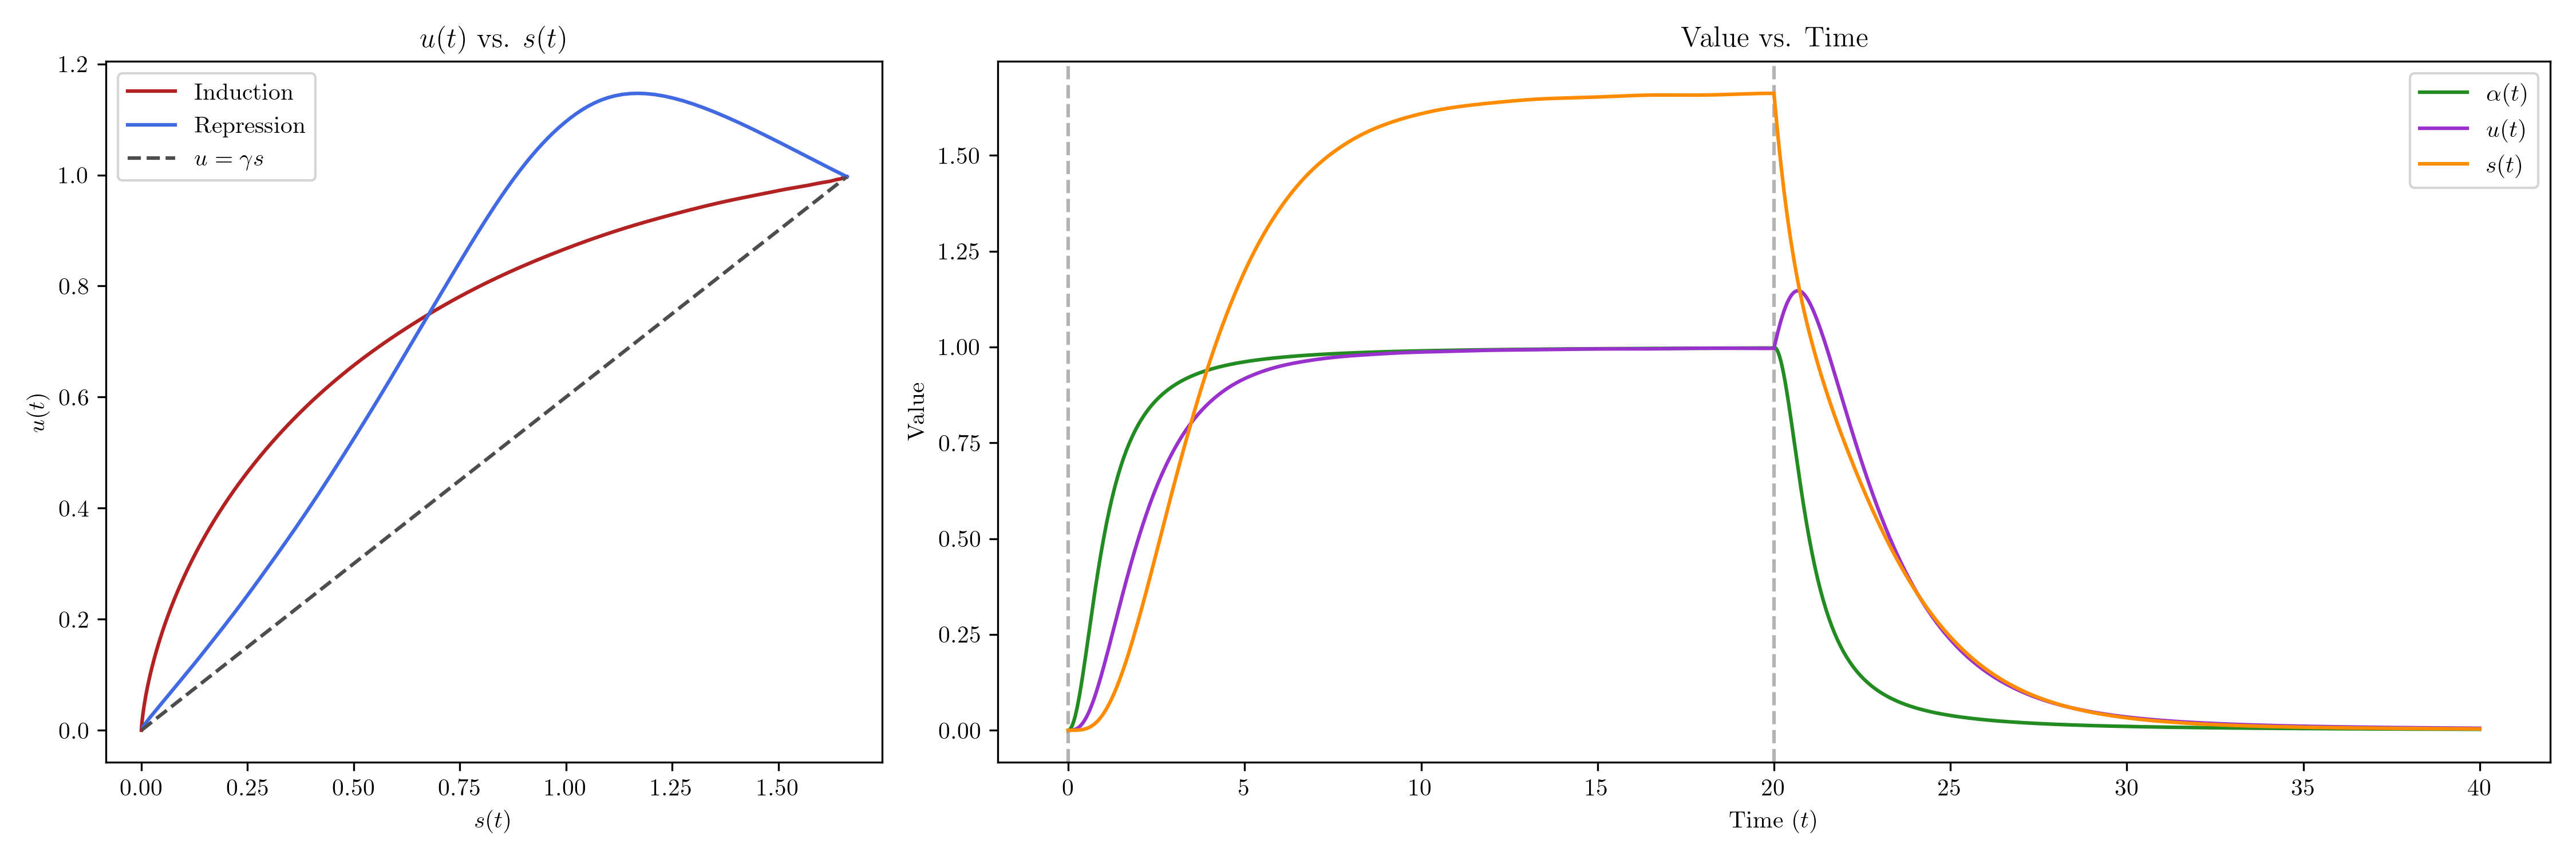 u(t) vs. s(t)
Induction
Repression
u = γs
1.2
1.0
0.8
0.6
0.4
0.2
0.0
u(t)
0.00 0.25 0.50 0.75 1.00 1.25 1.50
s(t)
Value vs. Time
α(t)
u(t)
s(t)
1.50
1.25
1.00
0.75
0.50
0.25
0.00
Value
0 5 10 15 20 25 30 35 40
Time (t)